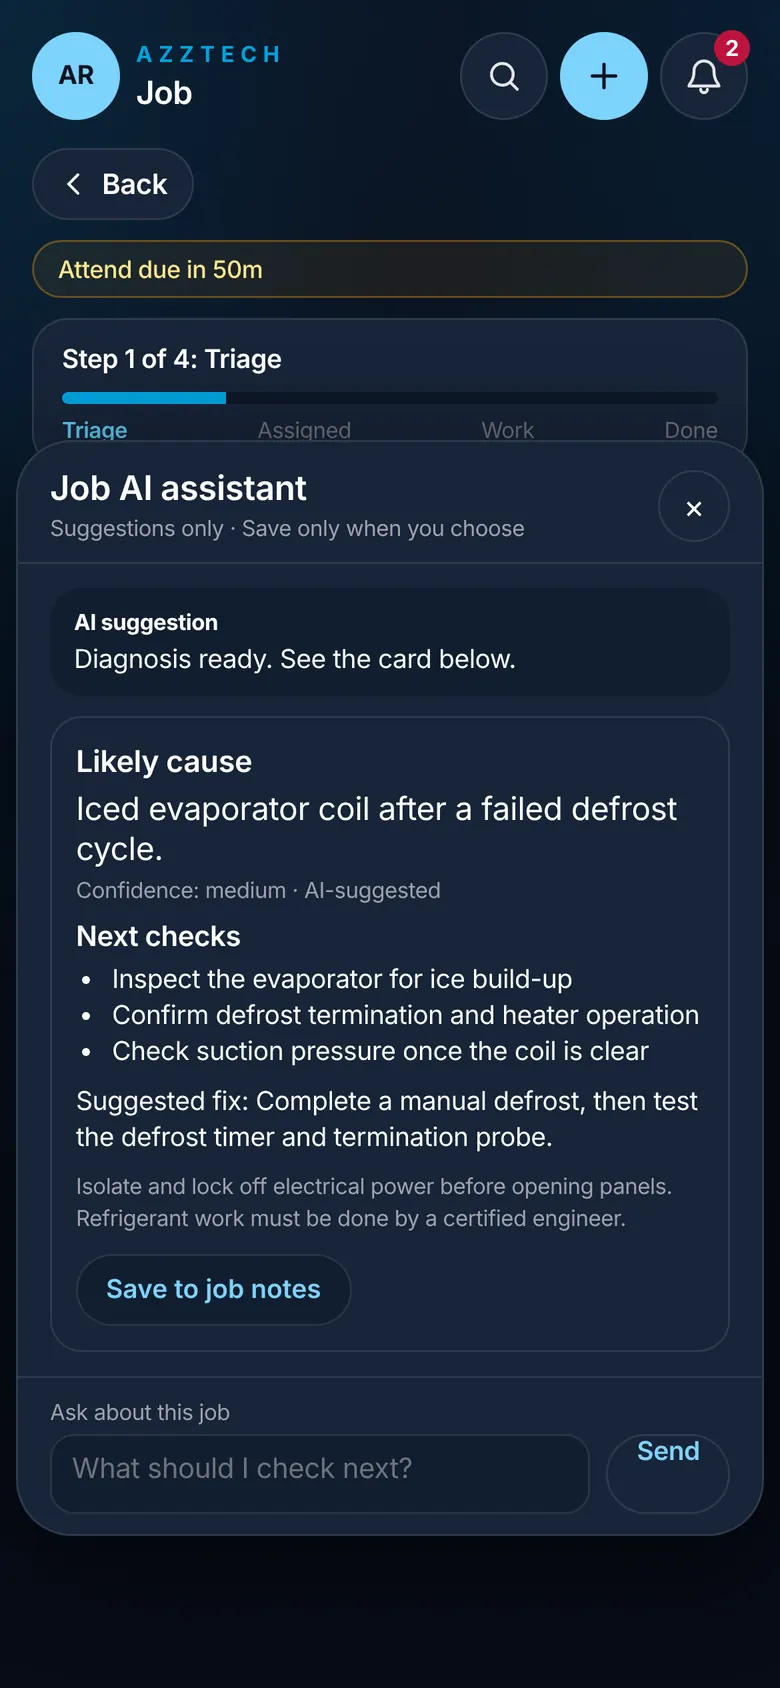 AR
AZZTECH
Job
2
Back
Attend due in 50m
Step 1 of 4: Triage
Triage Assigned Work Done
Job AI assistant
Suggestions only · Save only when you choose
×
AI suggestion
Diagnosis ready. See the card below.
Likely cause
Iced evaporator coil after a failed defrost
cycle.
Confidence: medium · AI-suggested
Next checks
• Inspect the evaporator for ice build-up
• Confirm defrost termination and heater operation
• Check suction pressure once the coil is clear
Suggested fix: Complete a manual defrost, then test
the defrost timer and termination probe.
Isolate and lock off electrical power before opening panels.
Refrigerant work must be done by a certified engineer.
Save to job notes
Ask about this job
What should I check next?
Send